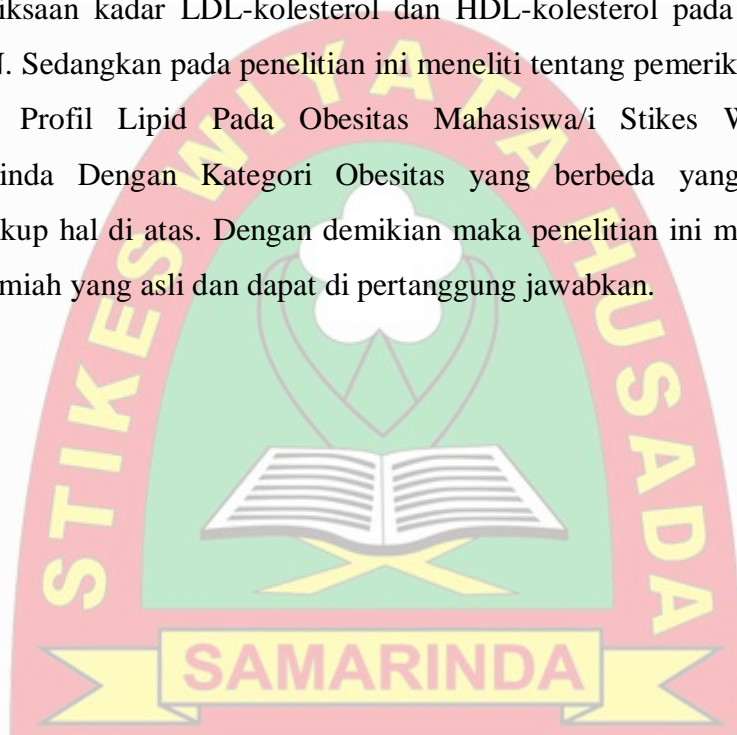 iksaan kadar LDL-kolesterol dan HDL-kolesterol pada
. Sedangkan pada penelitian ini meneliti tentang pemerik
Profil Lipid Pada Obesitas Mahasiswa/i Stikes W
inda Dengan Kategori Obesitas yang berbeda yang
kup hal di atas. Dengan demikian maka penelitian ini m
miah yang asli dan dapat di pertanggung jawabkan.
STIKES WIYATA HUSADA
SAMARINDA